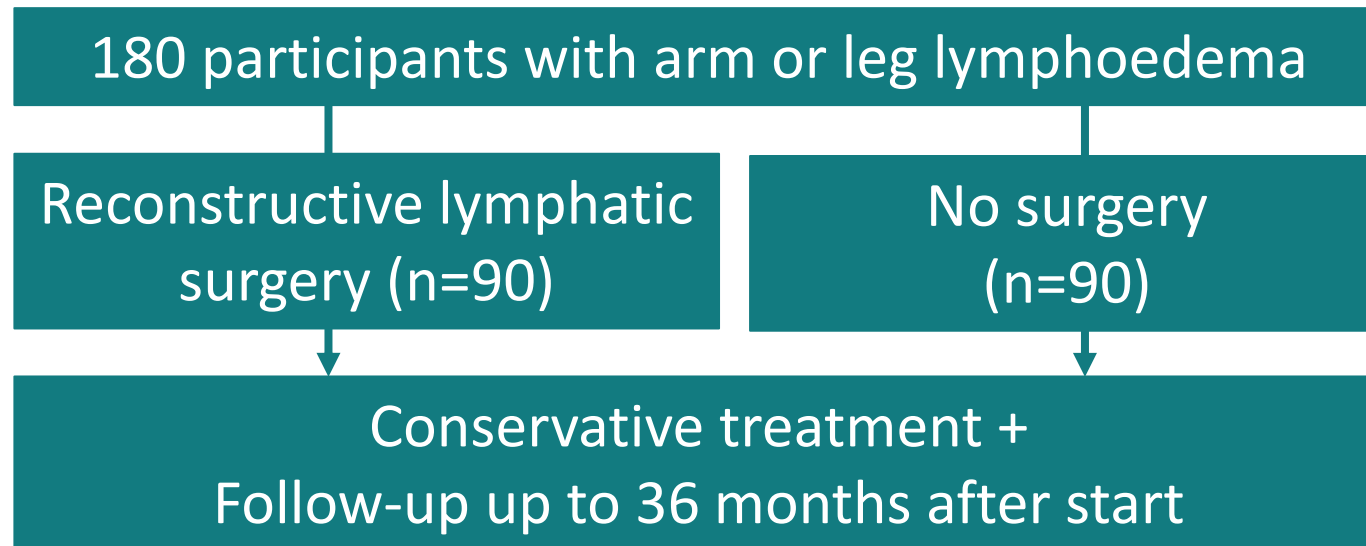 180 participants with arm or leg lymphoedema
Reconstructive lymphatic
surgery (n=90)
No surgery
(n=90)
Conservative treatment +
Follow-up up to 36 months after start